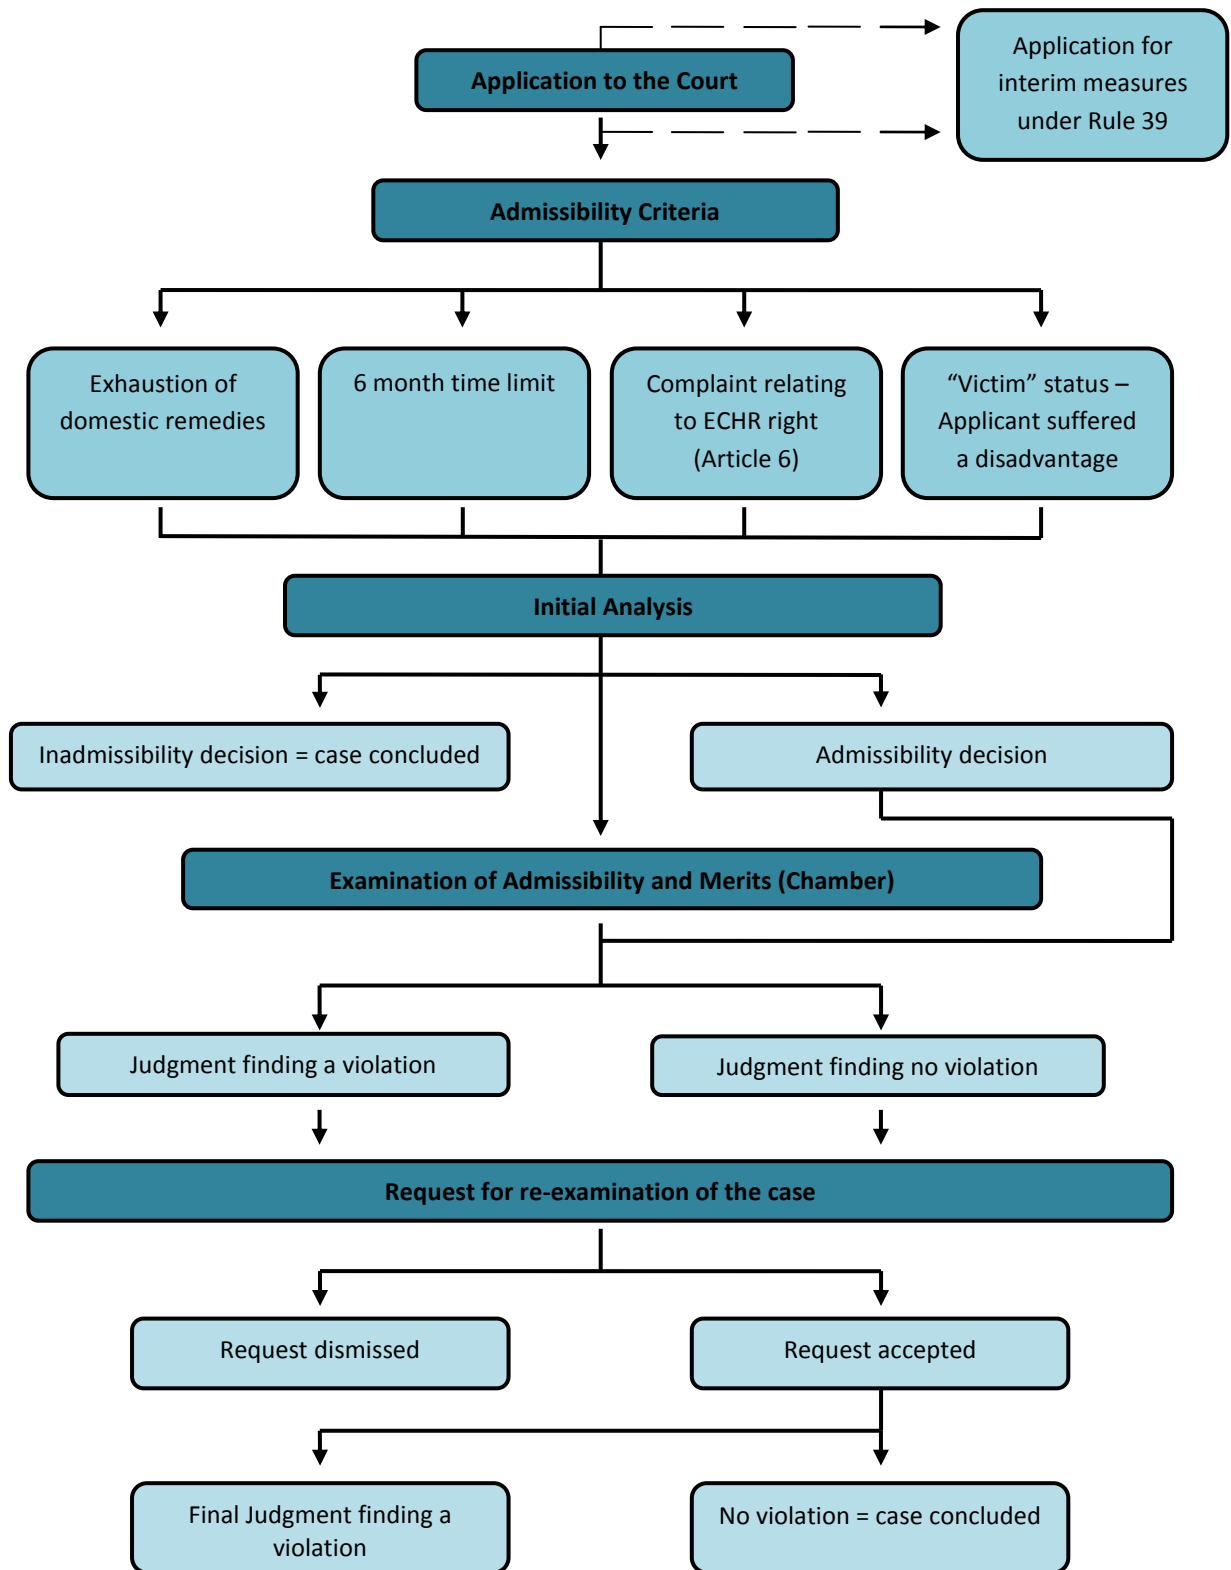 Application to the Court
Application for
interim measures
under Rule 39
Admissibility Criteria
Exhaustion of
domestic remedies
6 month time limit
Complaint relating
to ECHR right
(Article 6)
“Victim” status –
Applicant suffered
a disadvantage
Initial Analysis
Inadmissibility decision = case concluded
Admissibility decision
Examination of Admissibility and Merits (Chamber)
Judgment finding a violation
Judgment finding no violation
Request for re-examination of the case
Request dismissed
Request accepted
Final Judgment finding a
violation
No violation = case concluded